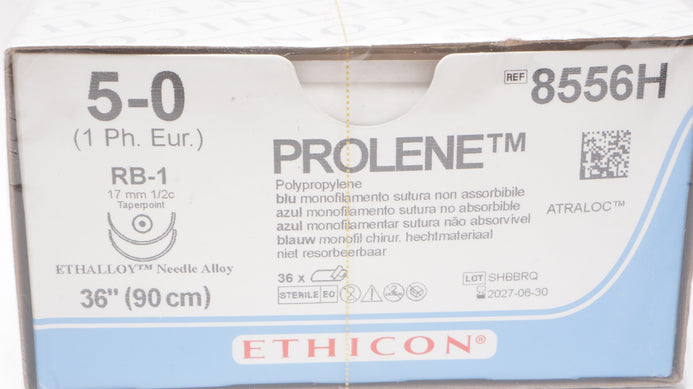 5-0
(1 Ph. Eur.)
RB-1
17 mm 1/2c
Taperpoint
ETHALLOY™ Needle Alloy
36" (90 cm)
REF 8556H
PROLENE™
Polypropylene
blu monofilamento sutura non assorbibile
azul monofilamento sutura no absorbible
azul monofilamentar sutura não absorvível
blauw monofil chirur. hechtmateriaal
niet resorbeerbaar
ATRALOC™
36 x
STERILE EO
LOT SHBBRQ
2027-06-30
ETHICON®